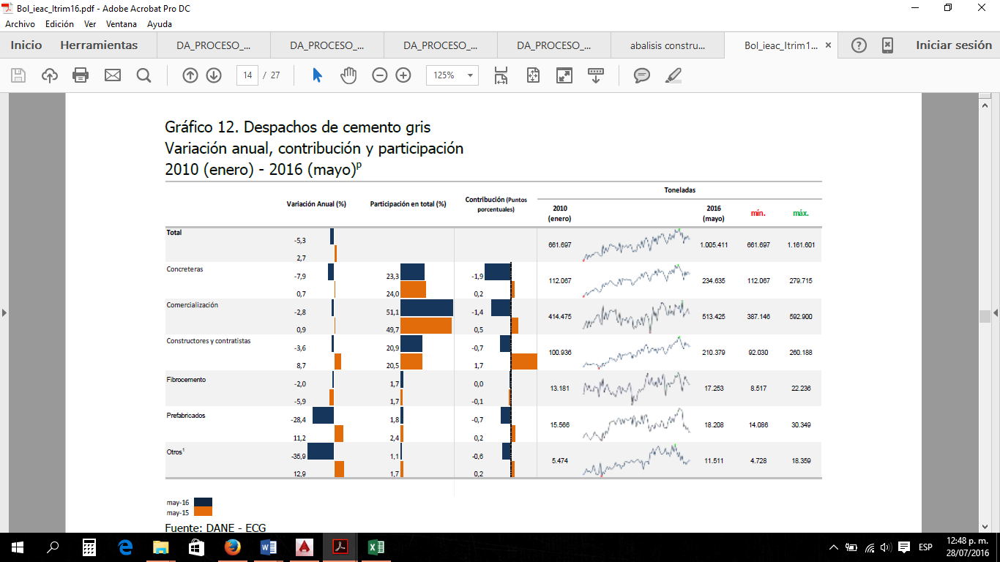 Bol_ieac_Itrim16.pdf - Adobe Acrobat Pro DC
Archivo Edición Ver Ventana Ayuda
Inicio Herramientas DA_PROCESO_... DA_PROCESO_... DA_PROCESO_... DA_PROCESO_... abalisis constru... Bol_ieac_Itrim1... × Iniciar sesión
14 / 27 125%
Gráfico 12. Despachos de cemento gris
Variación anual, contribución y participación
2010 (enero) - 2016 (mayo)p
Toneladas
Variación Anual (%) Participación en total (%) Contribución (Puntos porcentuales) 2010 (enero) 2016 (mayo) mín. máx.
Total
-5,3
2,7
661.697 1.005.411 661.697 1.161.601
Concreteras
-7,9 23,3 -1,9
0,7 24,0 0,2
112.067 234.635 112.067 279.715
Comercialización
-2,8 51,1 -1,4
0,9 49,7 0,5
414.475 513.425 387.146 592.900
Constructores y contratistas
-3,6 20,9 -0,7
8,7 20,5 1,7
100.936 210.379 92.030 260.188
Fibrocemento
-2,0 1,7 0,0
-5,9 1,7 -0,1
13.181 17.253 8.517 22.236
Prefabricados
-28,4 1,8 -0,7
11,2 2,4 0,2
15.566 18.208 14.086 30.349
Otros1
-35,9 1,1 -0,6
12,9 1,7 0,2
5.474 11.511 4.728 18.359
may-16
may-15
Fuente: DANE - ECG
ESP
12:48 p. m.
28/07/2016